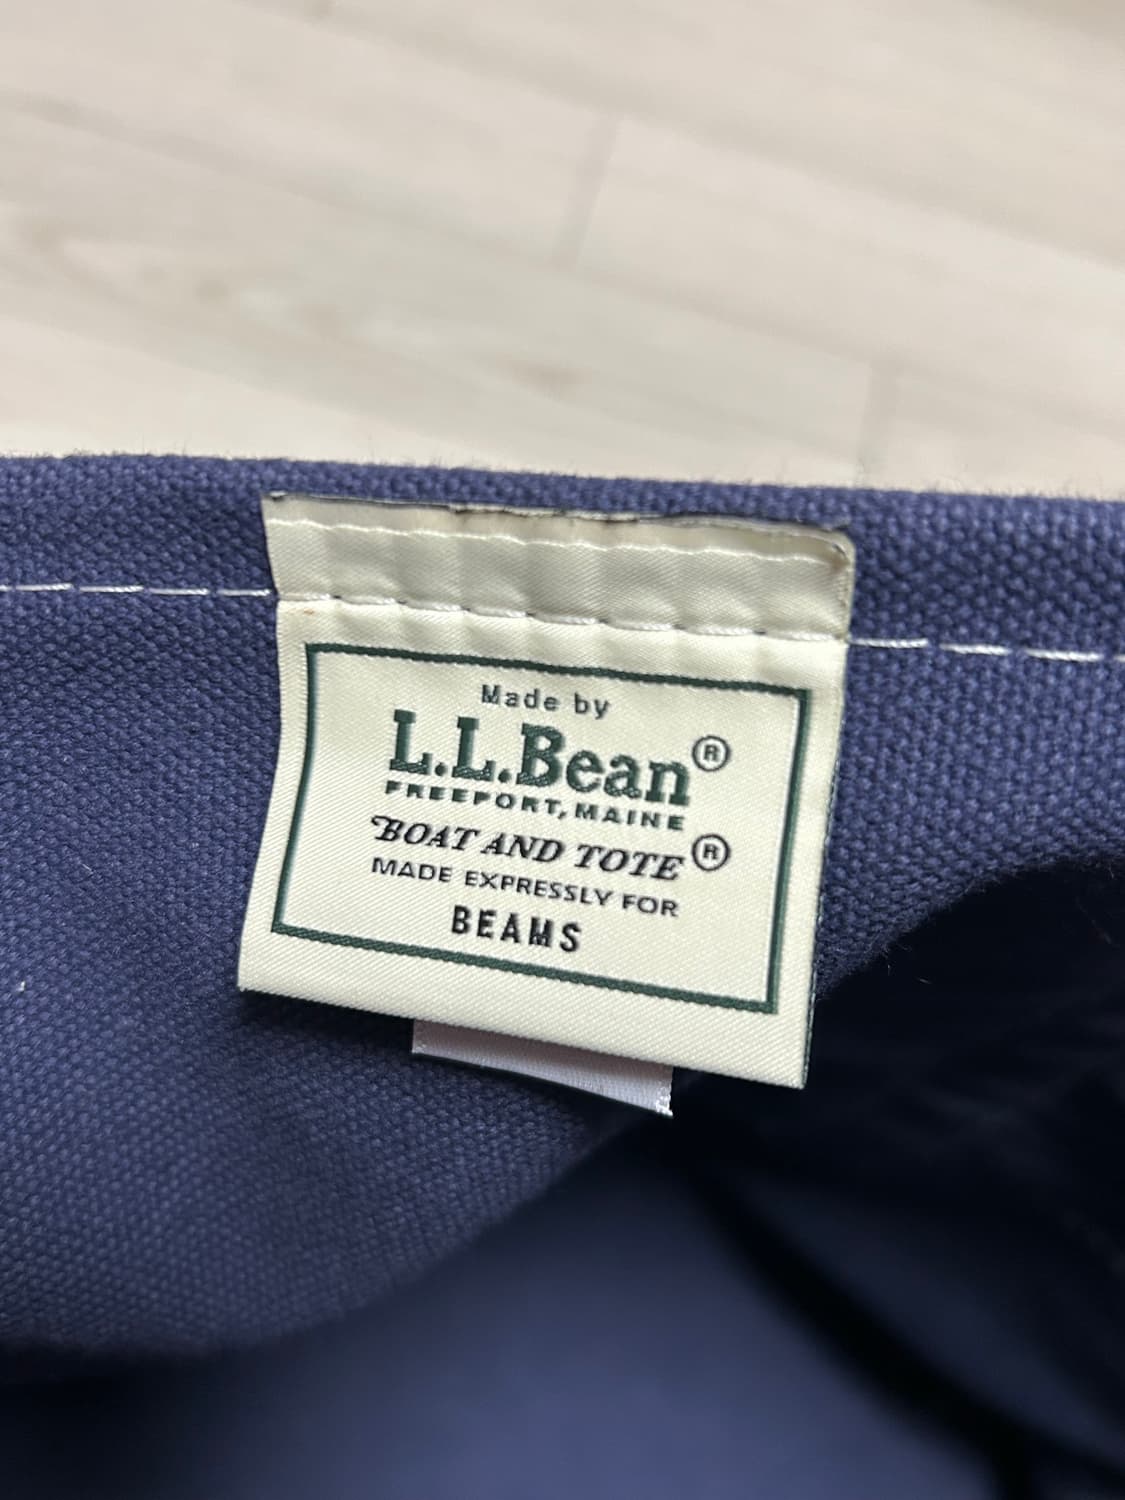 Made by
L.L.Bean®
FREEPORT, MAINE
BOAT AND TOTE®
MADE EXPRESSLY FOR
BEAMS